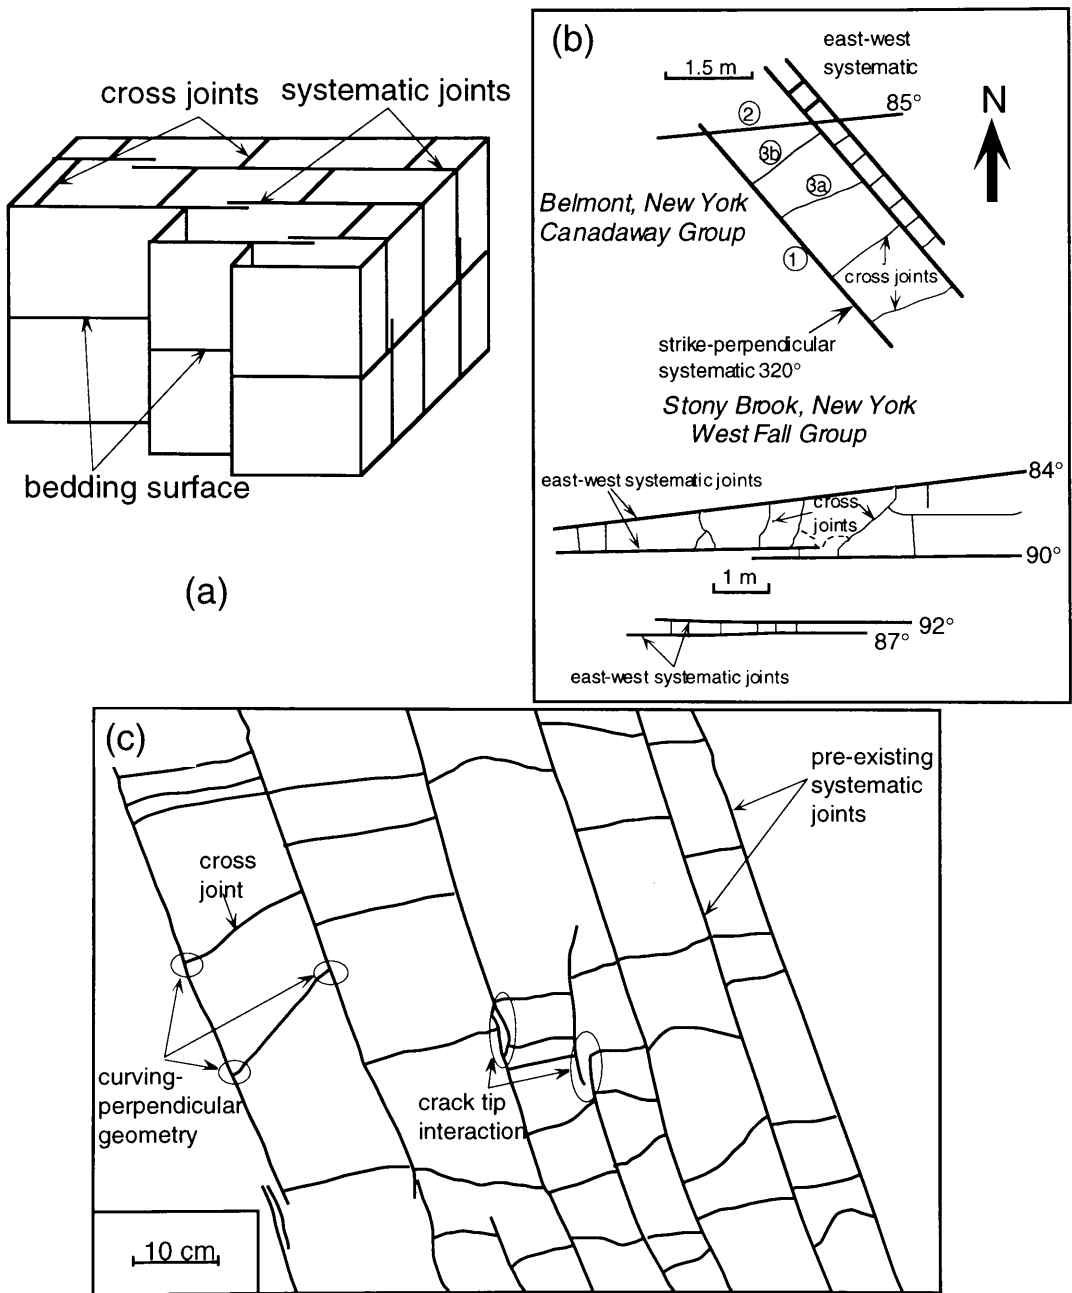 cross joints
systematic joints
bedding surface
(a)
(b)
east-west
systematic
1.5 m
85°
N
2
3b
3a
Belmont, New York
Canadaway Group
1
cross joints
strike-perpendicular
systematic 320°
Stony Brook, New York
West Fall Group
84°
east-west systematic joints
cross
joints
90°
1 m
92°
87°
east-west systematic joints
(c)
pre-existing
systematic
joints
cross
joint
curving-
perpendicular
geometry
crack tip
interaction
10 cm